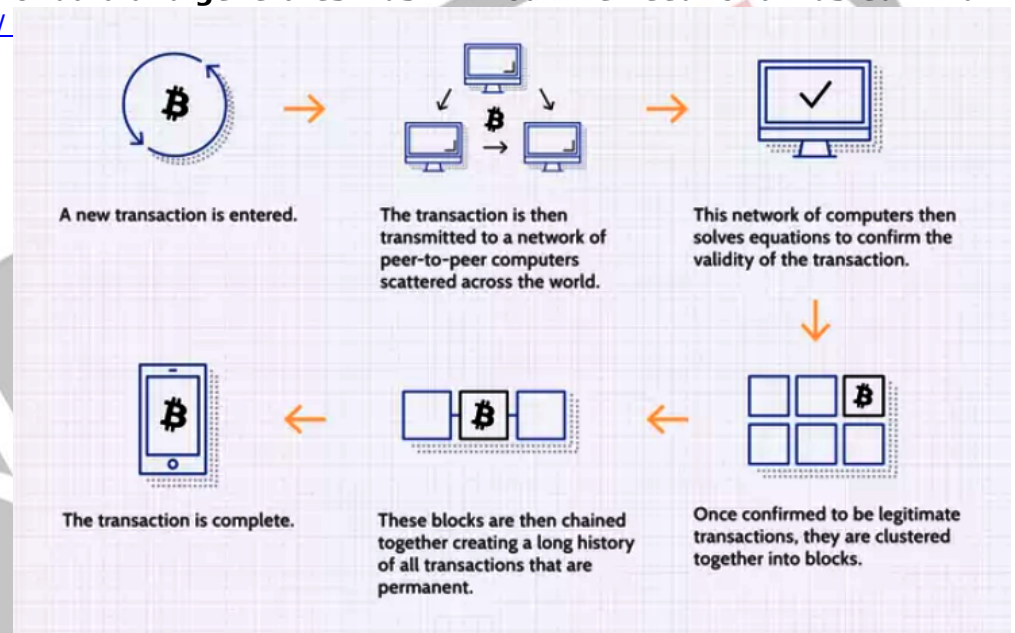 A new transaction is entered.
The transaction is then
transmitted to a network of
peer-to-peer computers
scattered across the world.
This network of computers then
solves equations to confirm the
validity of the transaction.
The transaction is complete.
These blocks are then chained
together creating a long history
of all transactions that are
permanent.
Once confirmed to be legitimate
transactions, they are clustered
together into blocks.